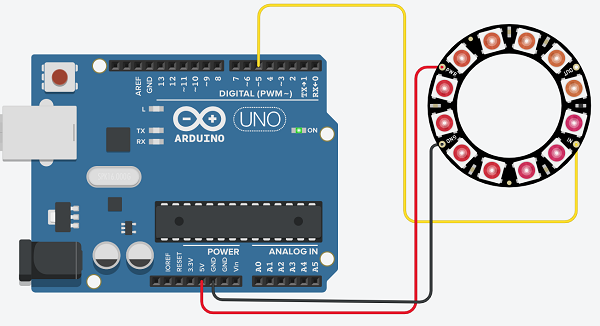 AREF
GND
13
12
~11
~10
~9
8
7
~6
~5
4
~3
2
TX→1
RX←0
DIGITAL (PWM~)
L
TX
RX
ARDUINO
UNO
ON
POWER
ANALOG IN
IOREF
RESET
3.3V
5V
GND
GND
Vin
A0
A1
A2
A3
A4
A5
PWR
GND
OUT
IN